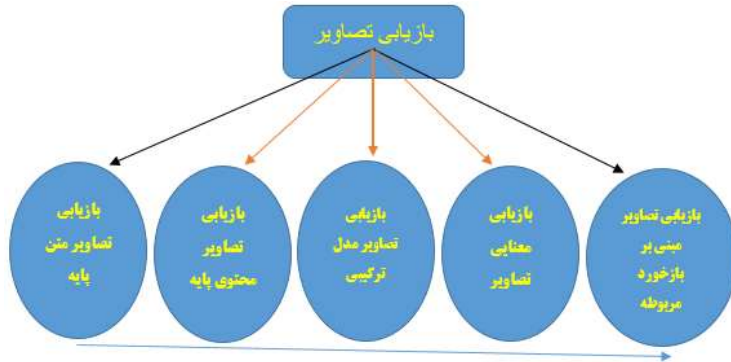 بازیابی تصاویر
بازیابی
تصاویر متن
پایه
بازیابی
تصاویر
محتوی پایه
بازیابی
تصاویر مدل
ترکیبی
بازیابی
معنایی
تصاویر
بازیابی تصاویر
مبنی بر
بازخورد
مربوطه